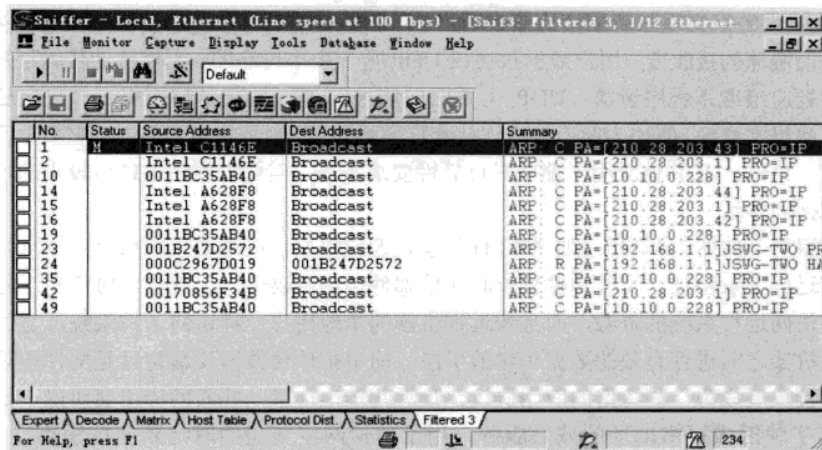 Sniffer - Local, Ethernet (Line speed at 100 Mbps) - [Snif3: Filtered 3, 1/12 Ethernet
File Monitor Capture Display Tools Database Window Help
Default
No. Status Source Address Dest Address Summary
1 M Intel C1146E Broadcast ARP: C PA=[210.28.203.43] PRO=IP
2 Intel C1146E Broadcast ARP: C PA=[210.28.203.1] PRO=IP
10 0011BC35AB40 Broadcast ARP: C PA=[10.10.0.228] PRO=IP
14 Intel A628F8 Broadcast ARP: C PA=[210.28.203.44] PRO=IP
15 Intel A628F8 Broadcast ARP: C PA=[210.28.203.1] PRO=IP
16 Intel A628F8 Broadcast ARP: C PA=[210.28.203.42] PRO=IP
19 0011BC35AB40 Broadcast ARP: C PA=[10.10.0.228] PRO=IP
23 001B247D2572 Broadcast ARP: C PA=[192.168.1.1]JSWG-TWO PR
24 000C2967D019 001B247D2572 ARP: R PA=[192.168.1.1]JSWG-TWO HA
35 0011BC35AB40 Broadcast ARP: C PA=[10.10.0.228] PRO=IP
42 00170856F34B Broadcast ARP: C PA=[210.28.203.1] PRO=IP
49 0011BC35AB40 Broadcast ARP: C PA=[10.10.0.228] PRO=IP
Expert Decode Matrix Host Table Protocol Dist. Statistics Filtered 3
For Help, press F1 234